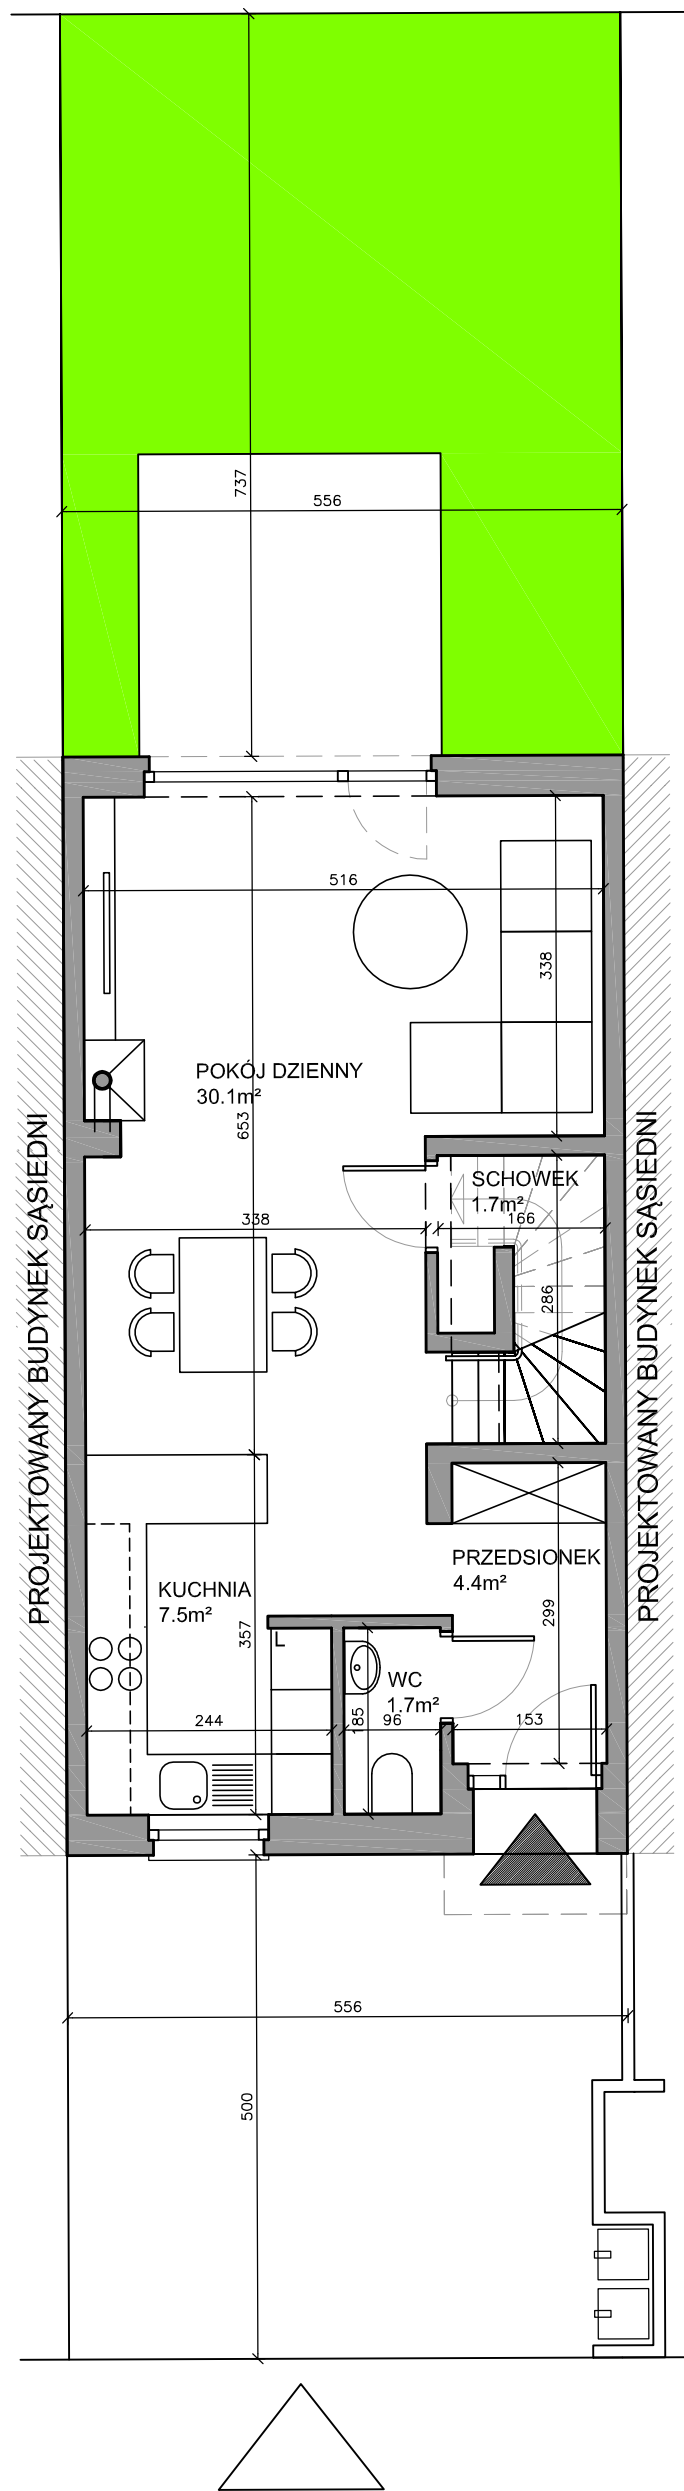 737
556
516
338
POKÓJ DZIENNY
30.1m²
653
SCHOWEK
1.7m²
338
166
286
PROJEKTOWANY BUDYNEK SĄSIEDNI
PROJEKTOWANY BUDYNEK SĄSIEDNI
PRZEDSIONEK
4.4m²
KUCHNIA
7.5m²
299
357
L
WC
1.7m²
185
244
96
153
556
500